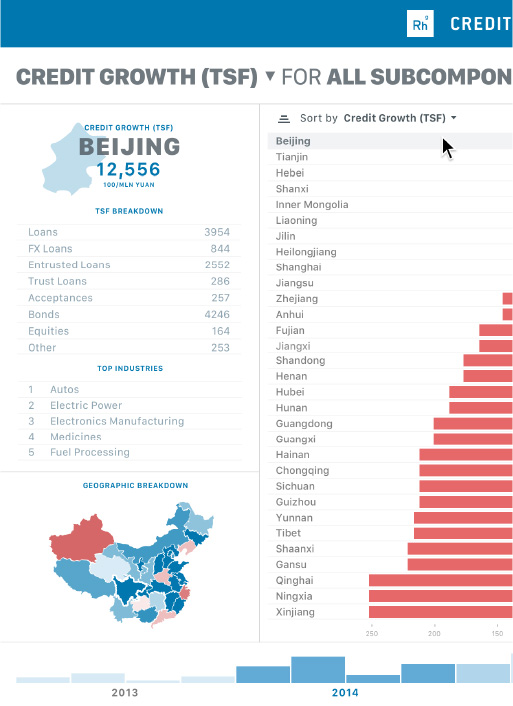 Rh
CREDIT
CREDIT GROWTH (TSF) ▾ FOR ALL SUBCOMPON
CREDIT GROWTH (TSF)
BEIJING
12,556
100/MLN YUAN
TSF BREAKDOWN
Loans 3954
FX Loans 844
Entrusted Loans 2552
Trust Loans 286
Acceptances 257
Bonds 4246
Equities 164
Other 253
TOP INDUSTRIES
1 Autos
2 Electric Power
3 Electronics Manufacturing
4 Medicines
5 Fuel Processing
GEOGRAPHIC BREAKDOWN
Sort by Credit Growth (TSF)
Beijing
Tianjin
Hebei
Shanxi
Inner Mongolia
Liaoning
Jilin
Heilongjiang
Shanghai
Jiangsu
Zhejiang
Anhui
Fujian
Jiangxi
Shandong
Henan
Hubei
Hunan
Guangdong
Guangxi
Hainan
Chongqing
Sichuan
Guizhou
Yunnan
Tibet
Shaanxi
Gansu
Qinghai
Ningxia
Xinjiang
250 200 150
2013 2014